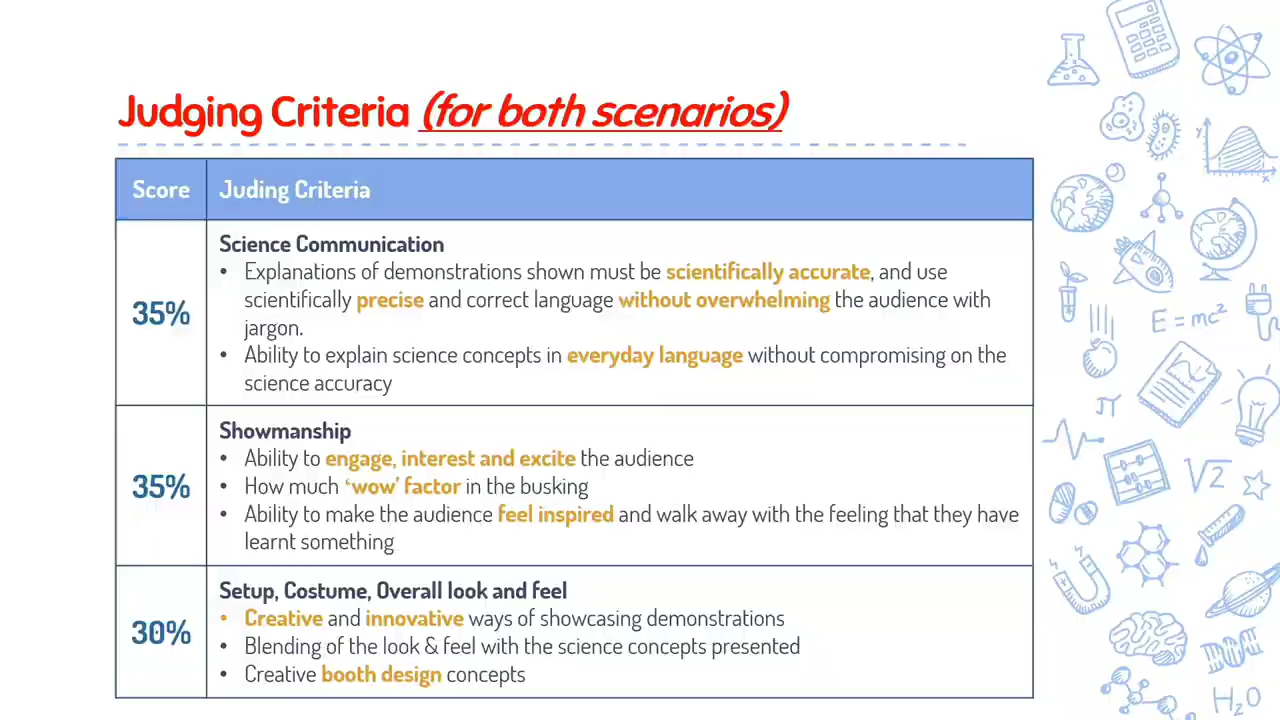 Judging Criteria (for both scenarios)
Score
Juding Criteria
35%
Science Communication
• Explanations of demonstrations shown must be scientifically accurate, and use
scientifically precise and correct language without overwhelming the audience with
jargon.
• Ability to explain science concepts in everyday language without compromising on the
science accuracy
35%
Showmanship
• Ability to engage, interest and excite the audience
• How much ‘wow’ factor in the busking
• Ability to make the audience feel inspired and walk away with the feeling that they have
learnt something
30%
Setup, Costume, Overall look and feel
• Creative and innovative ways of showcasing demonstrations
• Blending of the look & feel with the science concepts presented
• Creative booth design concepts
y
x
E = mc²
π
√2
H₂O